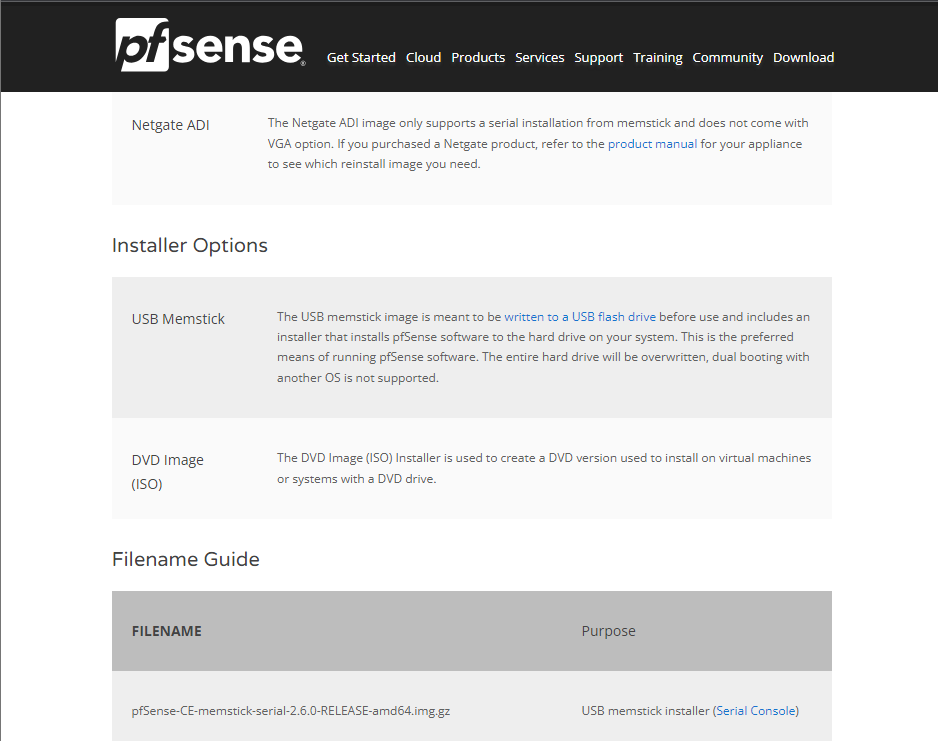 pfsense®
Get Started Cloud Products Services Support Training Community Download
Netgate ADI
The Netgate ADI image only supports a serial installation from memstick and does not come with
VGA option. If you purchased a Netgate product, refer to the product manual for your appliance
to see which reinstall image you need.
Installer Options
USB Memstick
The USB memstick image is meant to be written to a USB flash drive before use and includes an
installer that installs pfSense software to the hard drive on your system. This is the preferred
means of running pfSense software. The entire hard drive will be overwritten, dual booting with
another OS is not supported.
DVD Image
(ISO)
The DVD Image (ISO) Installer is used to create a DVD version used to install on virtual machines
or systems with a DVD drive.
Filename Guide
FILENAME Purpose
pfSense-CE-memstick-serial-2.6.0-RELEASE-amd64.img.gz USB memstick installer (Serial Console)